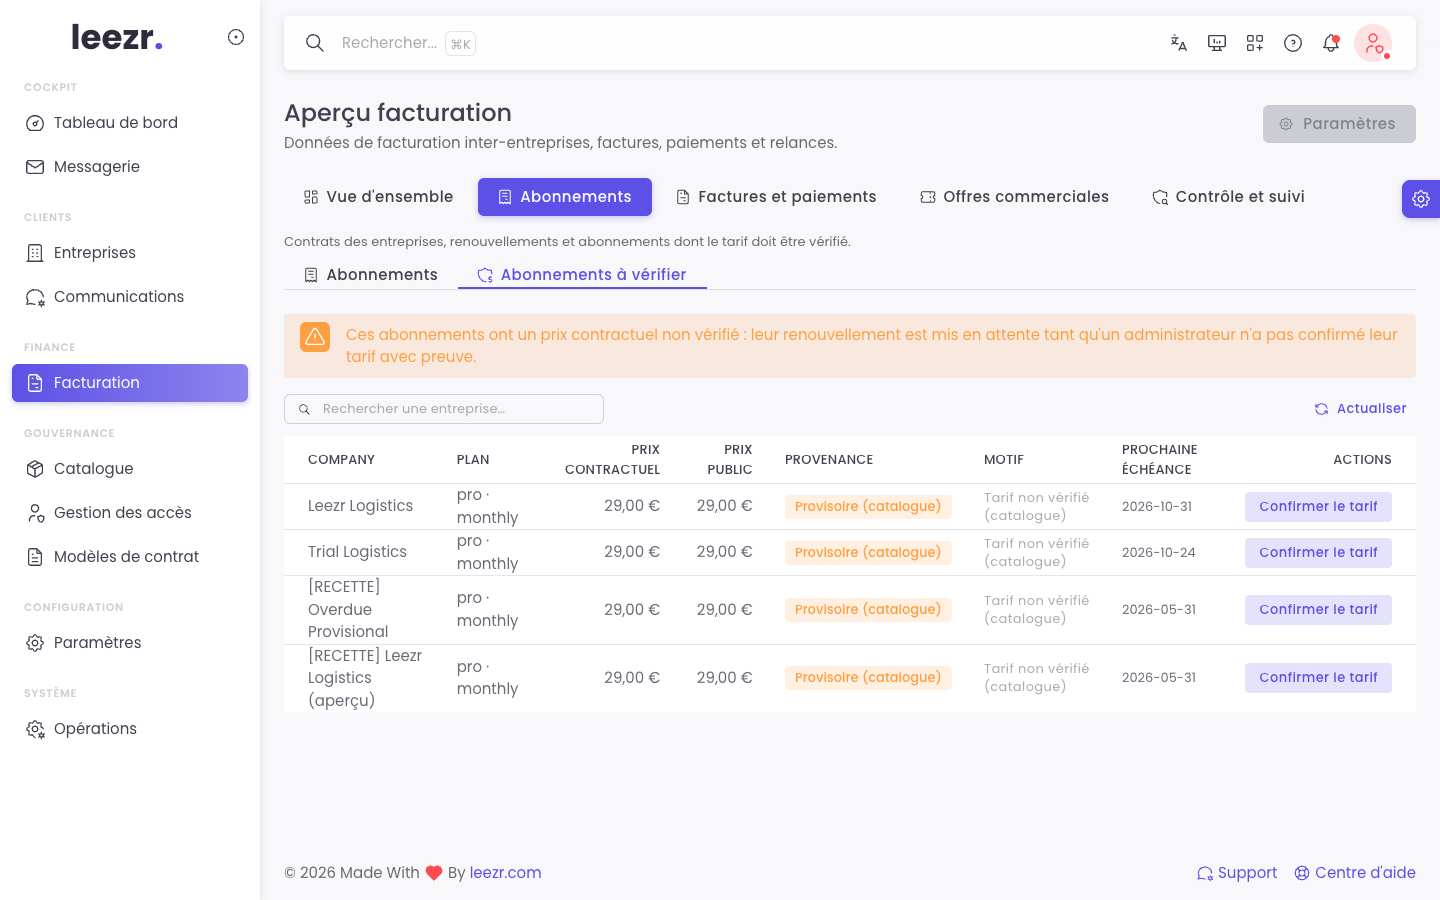 leezr.
COCKPIT
Tableau de bord
Messagerie
CLIENTS
Entreprises
Communications
FINANCE
Facturation
GOUVERNANCE
Catalogue
Gestion des accès
Modèles de contrat
CONFIGURATION
Paramètres
SYSTÈME
Opérations
Rechercher... ⌘K
Aperçu facturation
Données de facturation inter-entreprises, factures, paiements et relances.
Paramètres
Vue d'ensemble Abonnements Factures et paiements Offres commerciales Contrôle et suivi
Contrats des entreprises, renouvellements et abonnements dont le tarif doit être vérifié.
Abonnements Abonnements à vérifier
Ces abonnements ont un prix contractuel non vérifié : leur renouvellement est mis en attente tant qu'un administrateur n'a pas confirmé leur
tarif avec preuve.
Rechercher une entreprise…
Actualiser
COMPANY PLAN PRIX CONTRACTUEL PRIX PUBLIC PROVENANCE MOTIF PROCHAINE ÉCHÉANCE ACTIONS
Leezr Logistics pro · monthly 29,00 € 29,00 € Provisoire (catalogue) Tarif non vérifié (catalogue) 2026-10-31 Confirmer le tarif
Trial Logistics pro · monthly 29,00 € 29,00 € Provisoire (catalogue) Tarif non vérifié (catalogue) 2026-10-24 Confirmer le tarif
[RECETTE] Overdue Provisional pro · monthly 29,00 € 29,00 € Provisoire (catalogue) Tarif non vérifié (catalogue) 2026-05-31 Confirmer le tarif
[RECETTE] Leezr Logistics (aperçu) pro · monthly 29,00 € 29,00 € Provisoire (catalogue) Tarif non vérifié (catalogue) 2026-05-31 Confirmer le tarif
© 2026 Made With ❤ By leezr.com
Support Centre d'aide